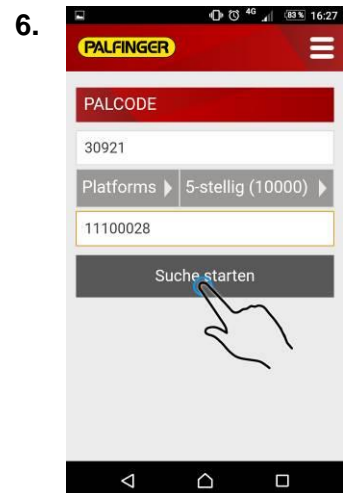 6.
4G 83% 16:27
PALFINGER
PALCODE
30921
Platforms 5-stellig (10000)
11100028
Suche starten